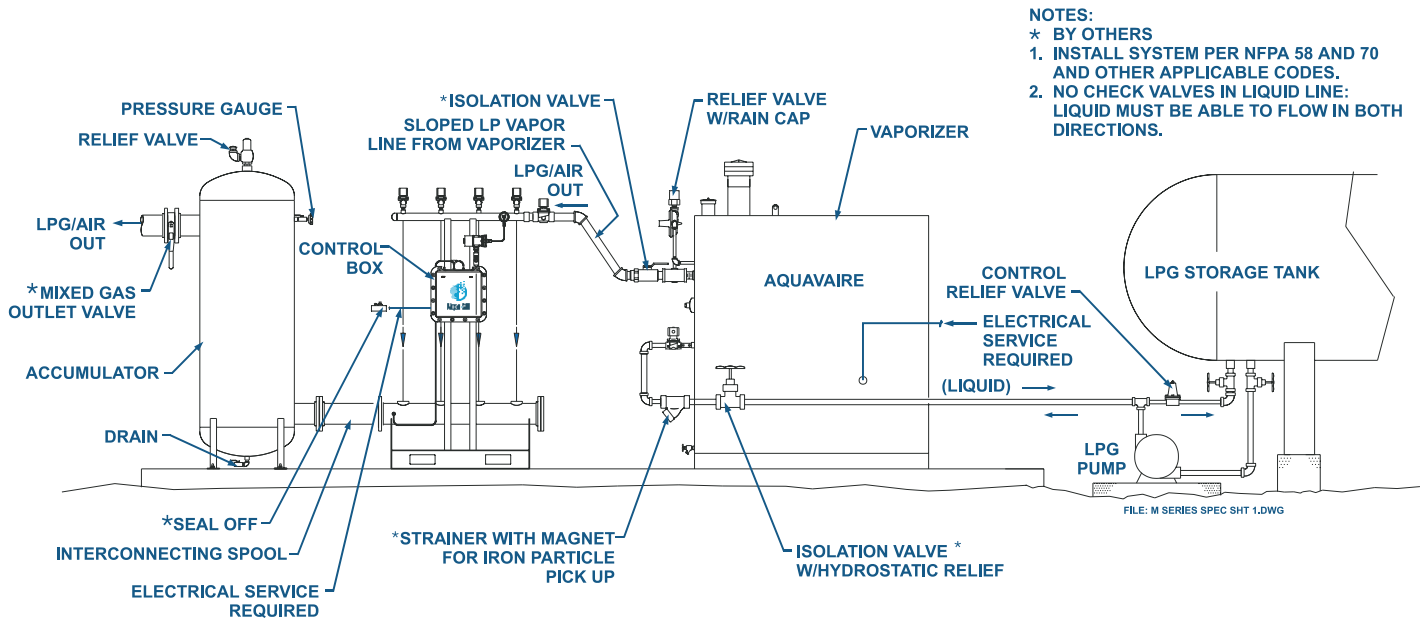 NOTES:
* BY OTHERS
1. INSTALL SYSTEM PER NFPA 58 AND 70
AND OTHER APPLICABLE CODES.
2. NO CHECK VALVES IN LIQUID LINE:
LIQUID MUST BE ABLE TO FLOW IN BOTH
DIRECTIONS.
PRESSURE GAUGE
RELIEF VALVE
LPG/AIR
OUT
*MIXED GAS
OUTLET VALVE
ACCUMULATOR
DRAIN
CONTROL
BOX
*ISOLATION VALVE
SLOPED LP VAPOR
LINE FROM VAPORIZER
LPG/AIR
OUT
RELIEF VALVE
W/RAIN CAP
VAPORIZER
AQUAVAIRE
ELECTRICAL
SERVICE
REQUIRED
CONTROL
RELIEF VALVE
LPG STORAGE TANK
(LIQUID)
LPG
PUMP
FILE: M SERIES SPEC SHT 1.DWG
*SEAL OFF
INTERCONNECTING SPOOL
ELECTRICAL SERVICE
REQUIRED
*STRAINER WITH MAGNET
FOR IRON PARTICLE
PICK UP
ISOLATION VALVE *
W/HYDROSTATIC RELIEF